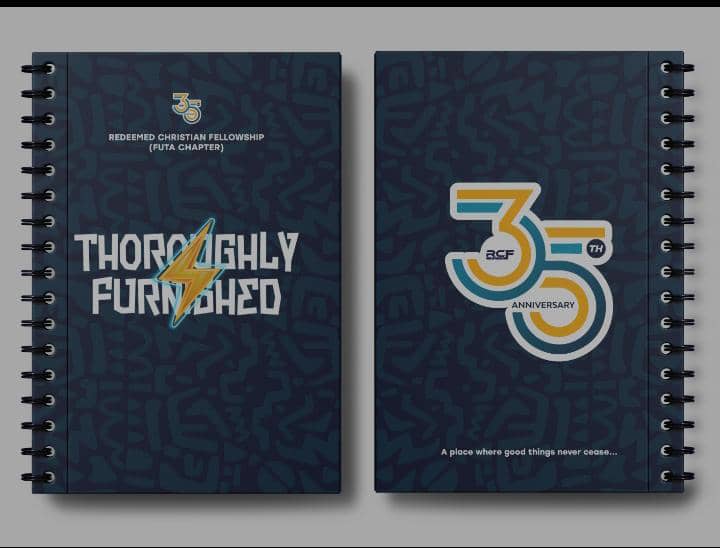 35
REDEEMED CHRISTIAN FELLOWSHIP
(FUTA CHAPTER)
THOROUGHLY
FURNISHED
35
RCF
TH
ANNIVERSARY
A place where good things never cease...